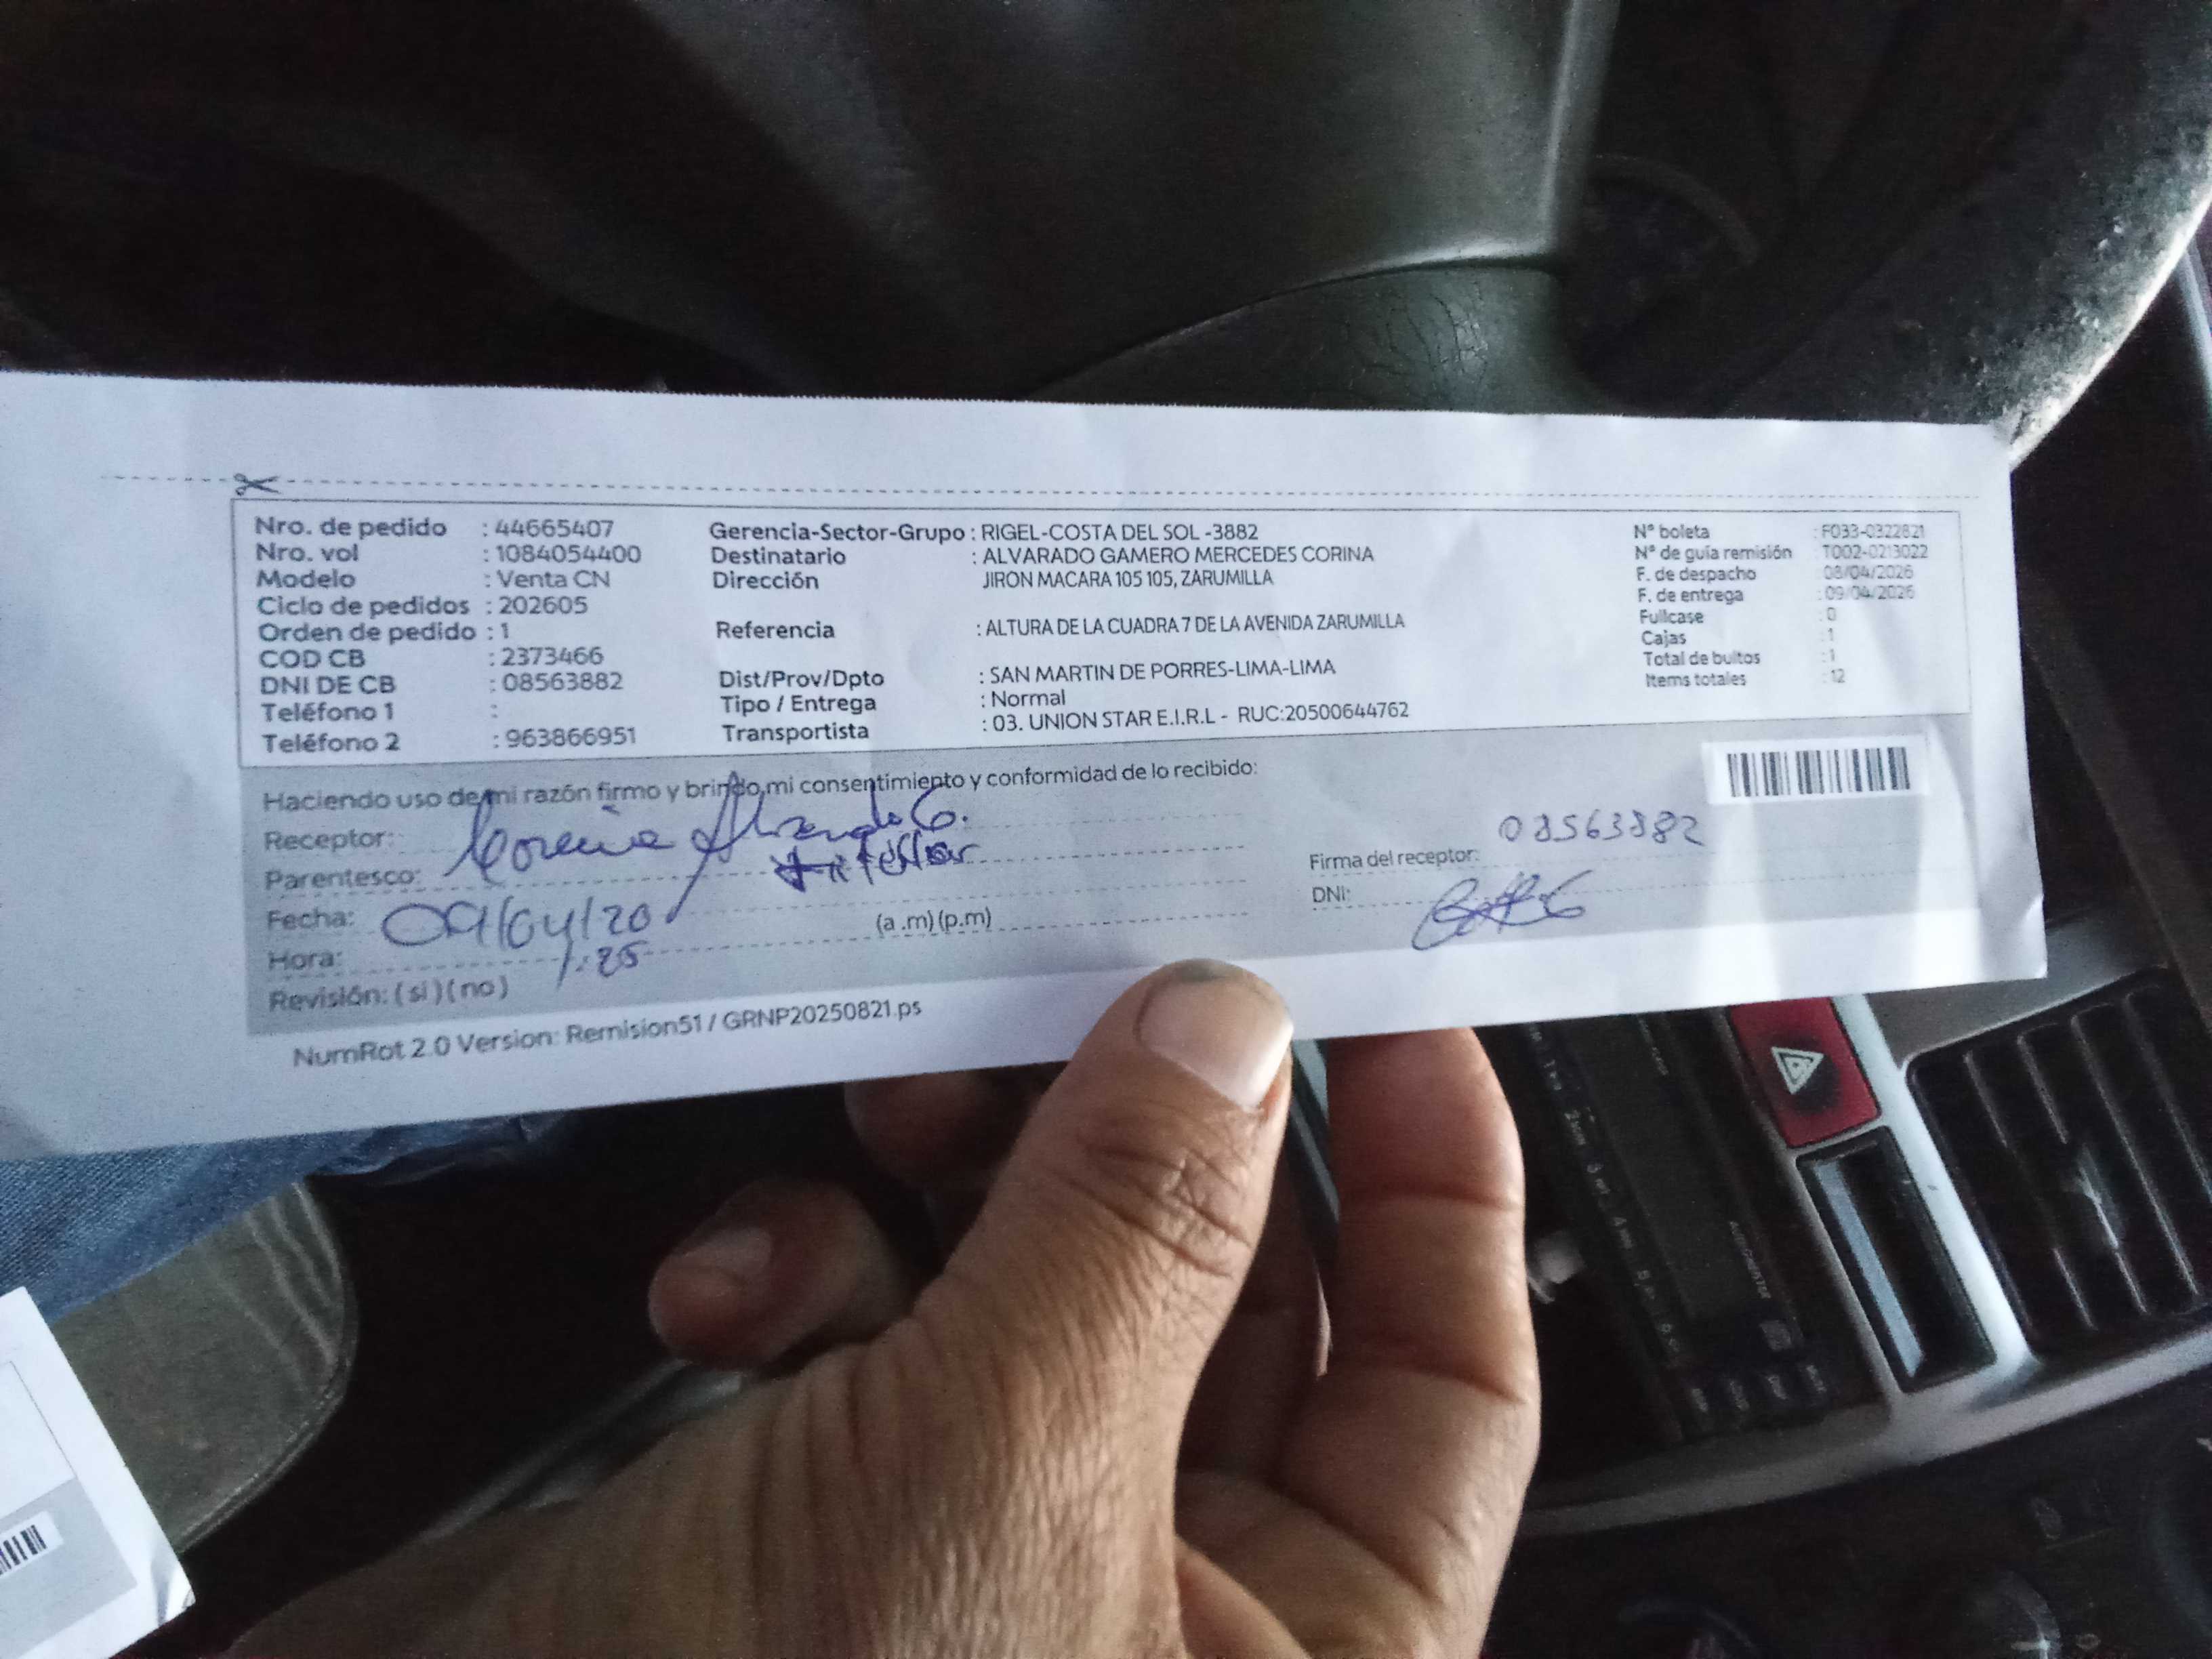 Nro. de pedido : 44665407
Nro. vol : 1084054400
Modelo : Venta CN
Ciclo de pedidos : 202605
Orden de pedido : 1
COD CB : 2373466
DNI DE CB : 08563882
Teléfono 1 :
Teléfono 2 : 963866951
Gerencia-Sector-Grupo : RIGEL-COSTA DEL SOL -3882
Destinatario : ALVARADO GAMERO MERCEDES CORINA
Dirección JIRON MACARA 105 105, ZARUMILLA
Referencia : ALTURA DE LA CUADRA 7 DE LA AVENIDA ZARUMILLA
Dist/Prov/Dpto : SAN MARTIN DE PORRES-LIMA-LIMA
Tipo / Entrega : Normal
Transportista : 03. UNION STAR E.I.R.L - RUC:20500644762
N° boleta : F033-0322821
N° de guía remisión T002-0213022
F. de despacho : 08/04/2026
F. de entrega : 09/04/2026
Fullcase : 0
Cajas : 1
Total de bultos : 1
Items totales : 12
Haciendo uso de mi razón firmo y brindo mi consentimiento y conformidad de lo recibido:
Receptor: Corina Alvarado G.
Parentesco: titular
Fecha: 09/04/20
Hora: 1:25 (a.m) (p.m)
Revisión: (si) (no)
Firma del receptor: 08563882
DNI:
NumRot 2.0 Version: Remision51 / GRNP20250821.ps